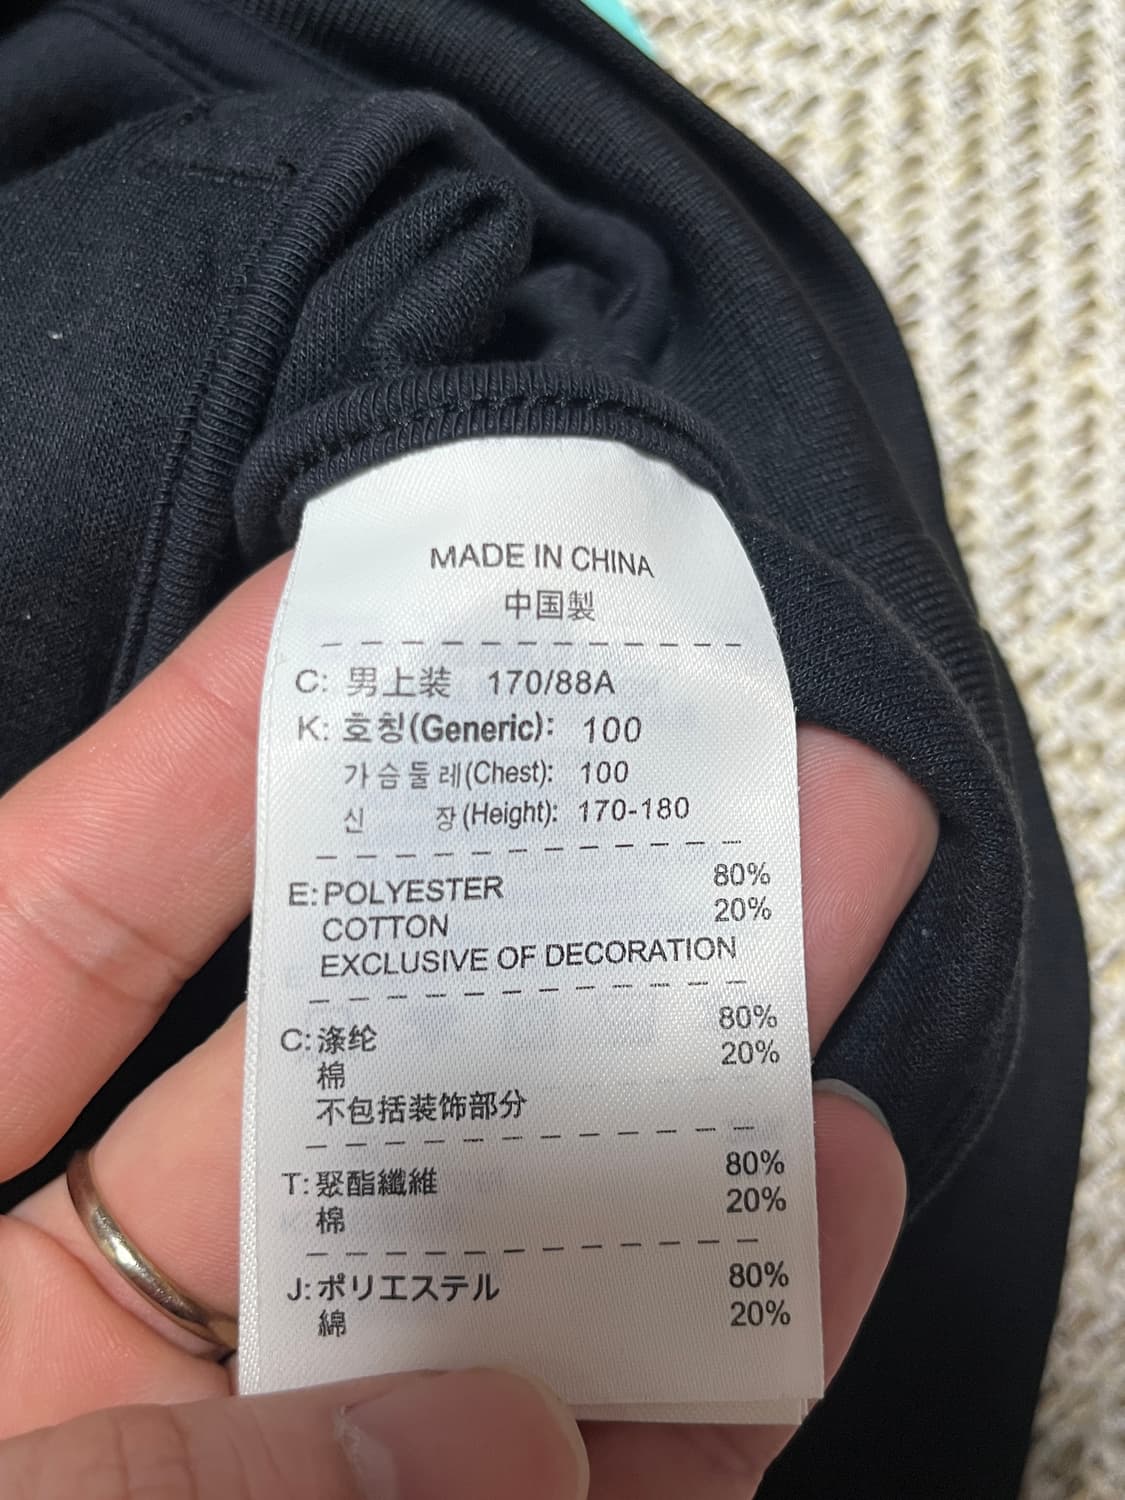 MADE IN CHINA
中国製
C: 男上装 170/88A
K: 호칭(Generic): 100
가슴둘레(Chest): 100
신 장(Height): 170-180
E: POLYESTER 80%
COTTON 20%
EXCLUSIVE OF DECORATION
C: 涤纶 80%
棉 20%
不包括装饰部分
T: 聚酯纖維 80%
棉 20%
J: ポリエステル 80%
綿 20%